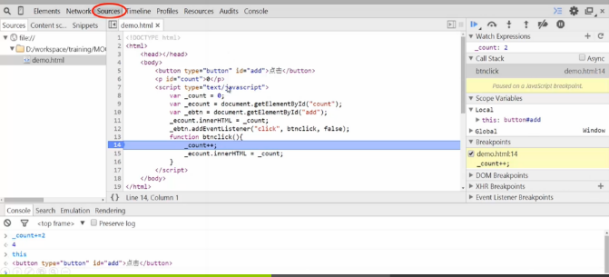 Elements Network Sources Timeline Profiles Resources Audits Console
Sources Content scr... Snippets
demo.html ×
file://
D:/workspace/training/MOO
demo.html
1 <!DOCTYPE html>
2 <html>
3 <head></head>
4 <body>
5 <button type="button" id="add">点击</button>
6 <p id="count">0</p>
7 <script type="text/javascript">
8 var _count = 0;
9 var _ecount = document.getElementById("count");
10 var _ebtn = document.getElementById("add");
11 _ecount.innerHTML = _count;
12 _ebtn.addEventListener("click", btnclick, false);
13 function btnclick(){
14 _count++;
15 _ecount.innerHTML = _count;
16 }
17 </script>
18 </body>
19 </html>
{} Line 14, Column 1
Watch Expressions
_count: 2
Call Stack Async
btnclick demo.html:14
Paused on a JavaScript breakpoint.
Scope Variables
Local
this: button#add
Global Window
Breakpoints
demo.html:14
_count++;
DOM Breakpoints
XHR Breakpoints
Event Listener Breakpoints
Console Search Emulation Rendering
<top frame> Preserve log
_count+=2
4
this
<button type="button" id="add">点击</button>